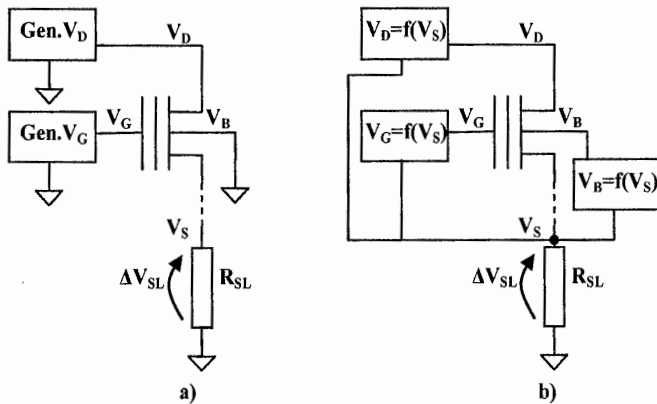 Gen.V_D
V_D
Gen.V_G
V_G
V_B
V_S
ΔV_SL
R_SL
a)
V_D=f(V_S)
V_D
V_G=f(V_S)
V_G
V_B
V_B=f(V_S)
V_S
ΔV_SL
R_SL
b)